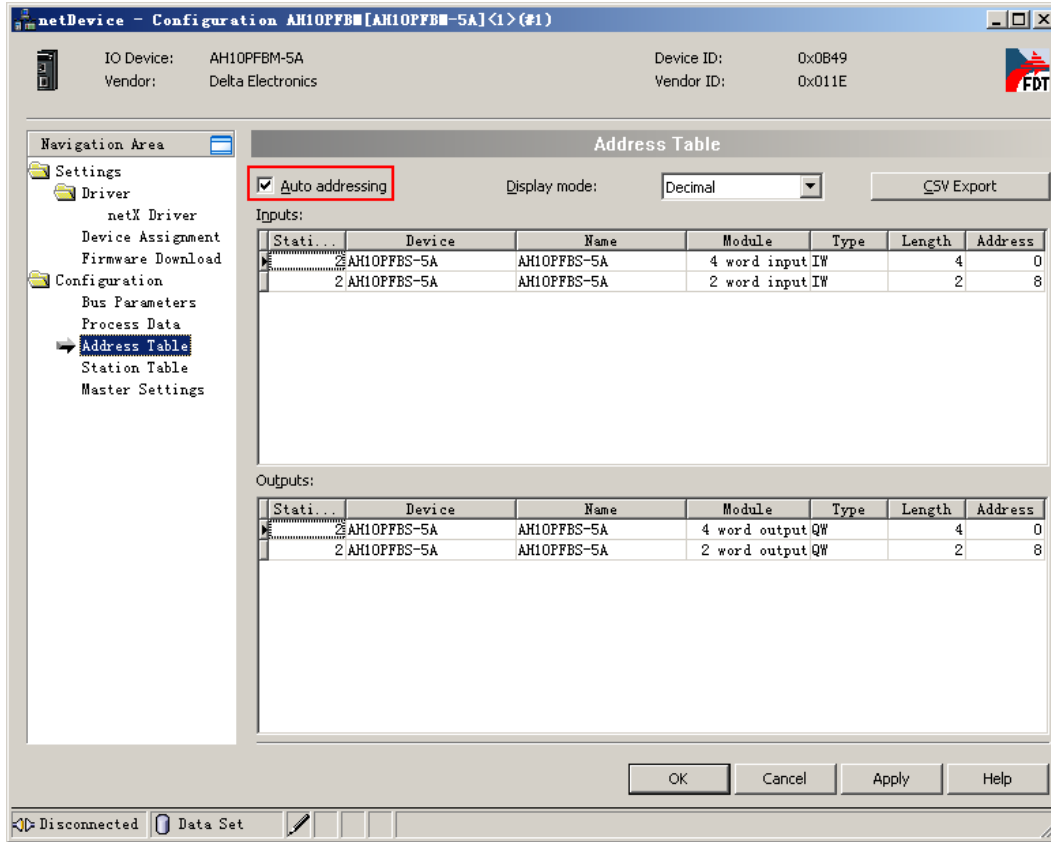 netDevice - Configuration AH10PFBM[AH10PFBM-5A]<1>(#1)
IO Device: AH10PFBM-5A Device ID: 0x0B49
Vendor: Delta Electronics Vendor ID: 0x011E
FDT
Navigation Area
Settings
Driver
netX Driver
Device Assignment
Firmware Download
Configuration
Bus Parameters
Process Data
Address Table
Station Table
Master Settings
Address Table
Auto addressing Display mode: Decimal CSV Export
Inputs:
Stati... Device Name Module Type Length Address
2 AH10PFBS-5A AH10PFBS-5A 4 word input IW 4 0
2 AH10PFBS-5A AH10PFBS-5A 2 word input IW 2 8
Outputs:
Stati... Device Name Module Type Length Address
2 AH10PFBS-5A AH10PFBS-5A 4 word output QW 4 0
2 AH10PFBS-5A AH10PFBS-5A 2 word output QW 2 8
OK Cancel Apply Help
Disconnected Data Set